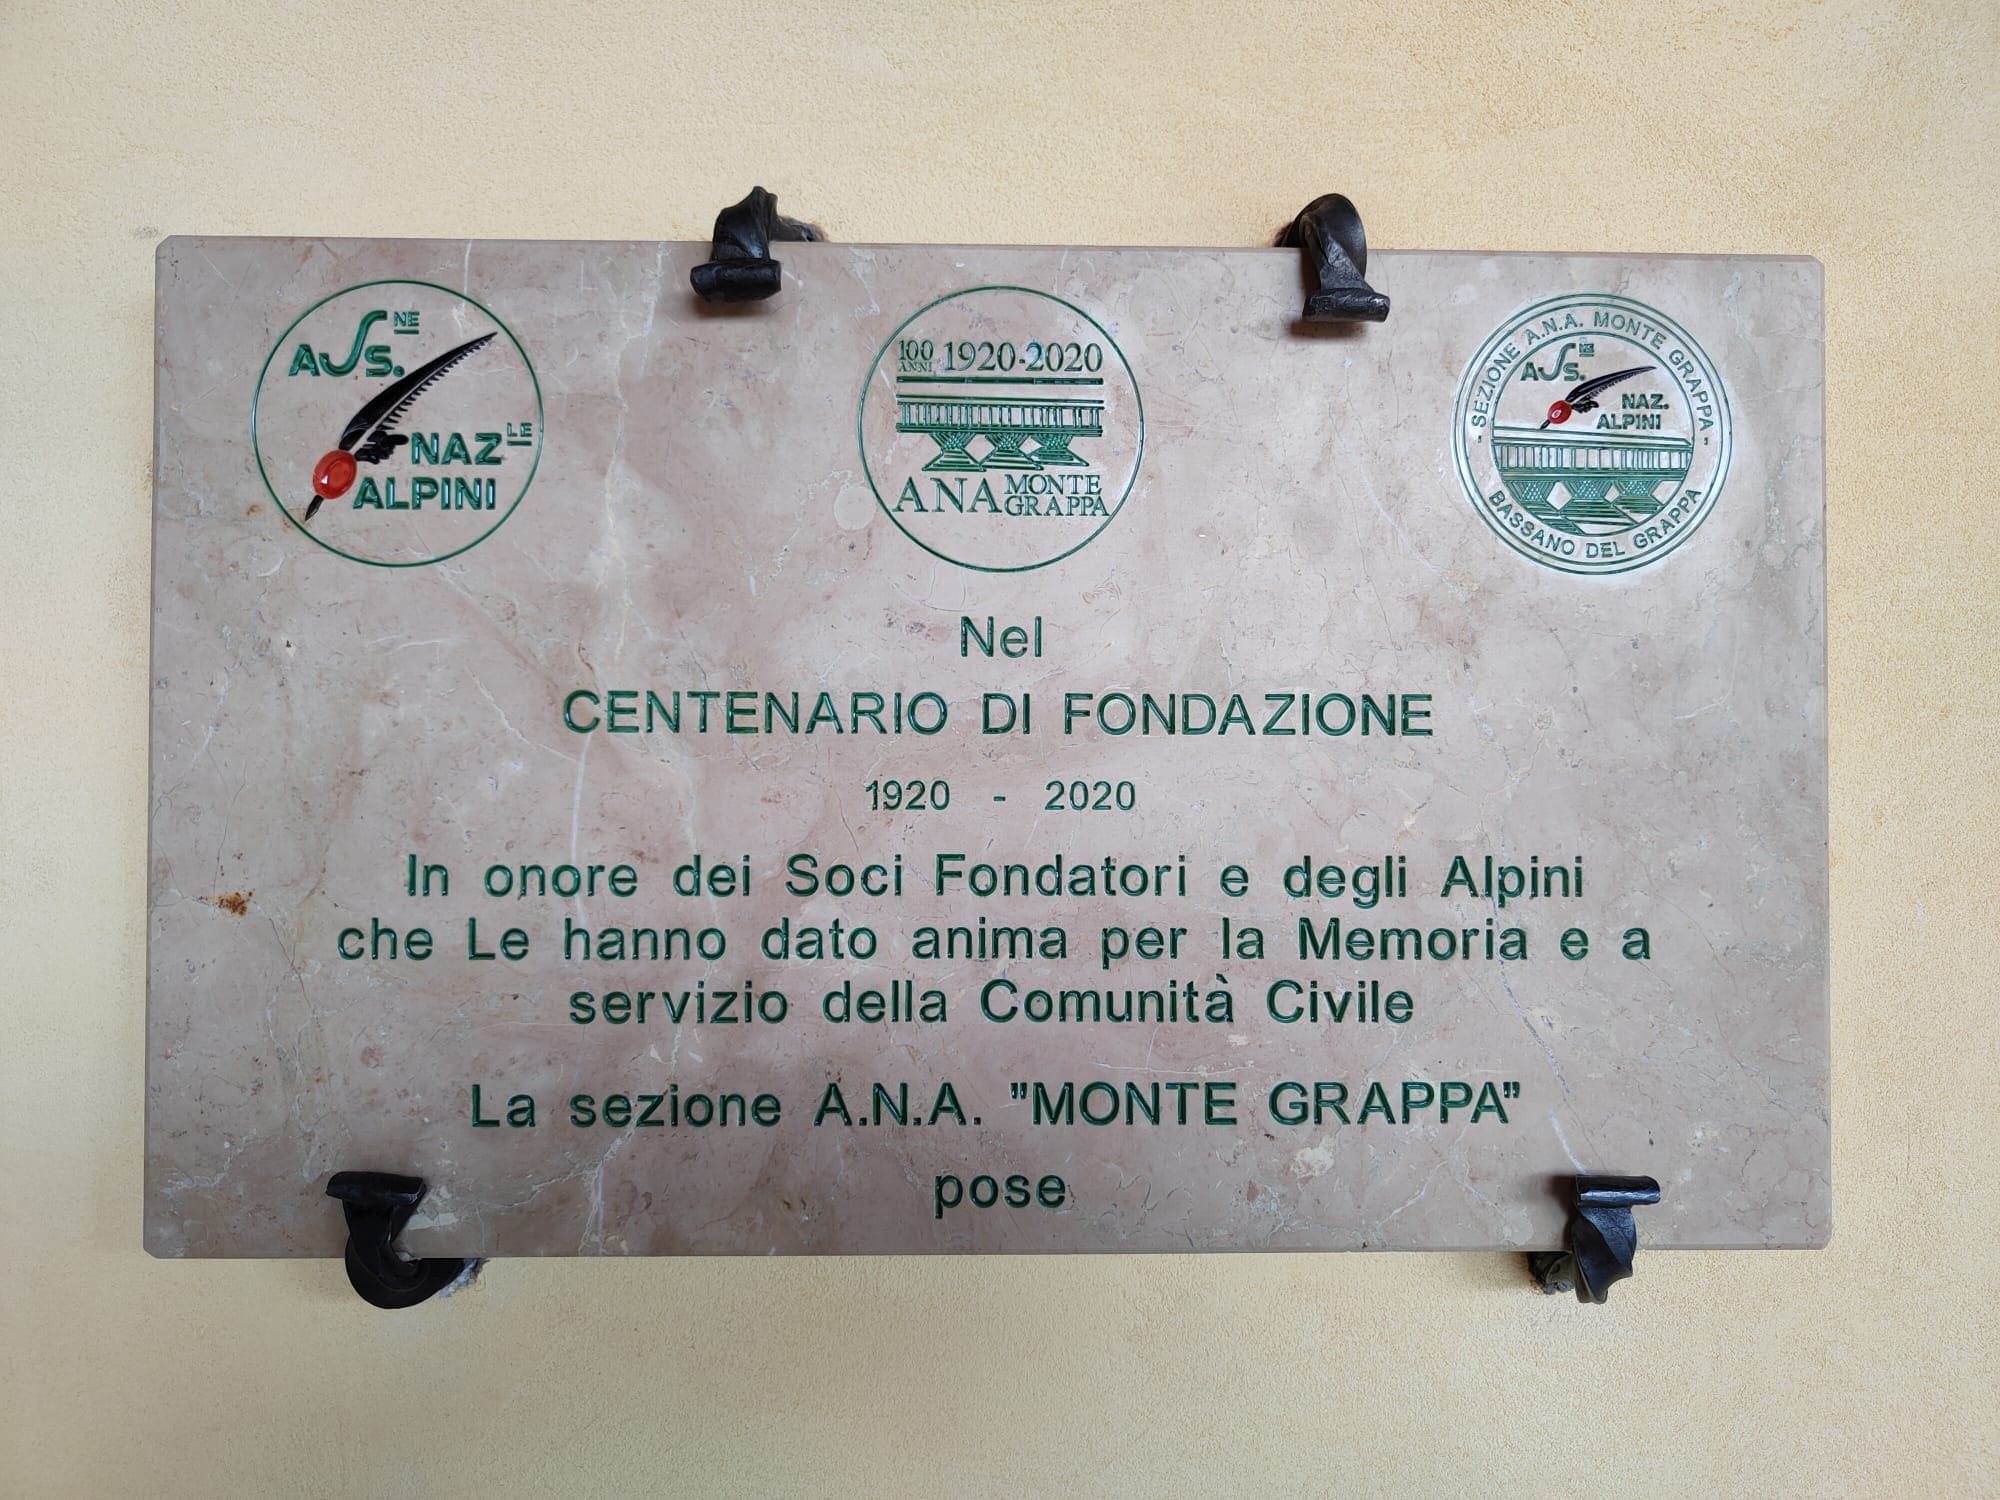 ASS.NE
NAZ.LE
ALPINI
100 ANNI 1920-2020
ANA MONTE GRAPPA
- SEZIONE A.N.A. MONTE GRAPPA -
ASS.NE
NAZ.
ALPINI
BASSANO DEL GRAPPA
Nel
CENTENARIO DI FONDAZIONE
1920 - 2020
In onore dei Soci Fondatori e degli Alpini
che Le hanno dato anima per la Memoria e a
servizio della Comunità Civile
La sezione A.N.A. "MONTE GRAPPA"
pose